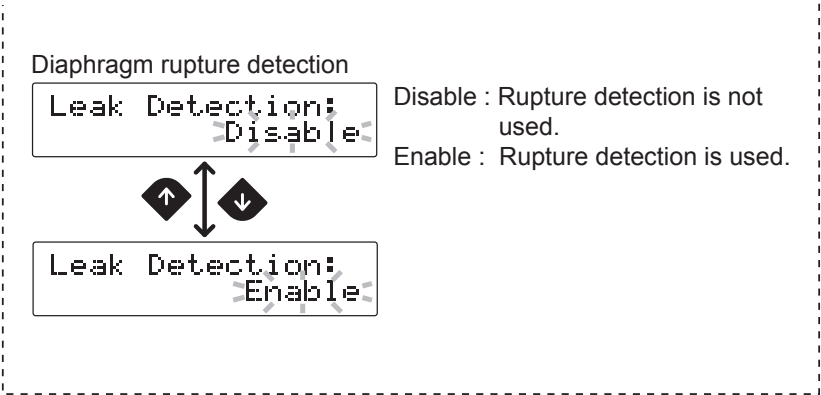 Diaphragm rupture detection
Leak Detection:
Disable
Disable : Rupture detection is not
used.
Enable : Rupture detection is used.
Leak Detection:
Enable